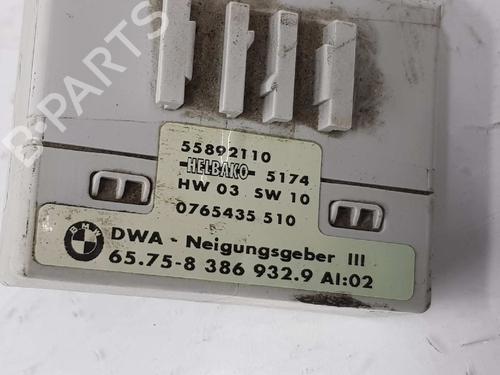 B-PARTS
55892110
HELBAKO 5174
HW 03 SW 10
0765435 510
BMW
DWA - Neigungsgeber III
65.75-8 386 932.9 AI:02